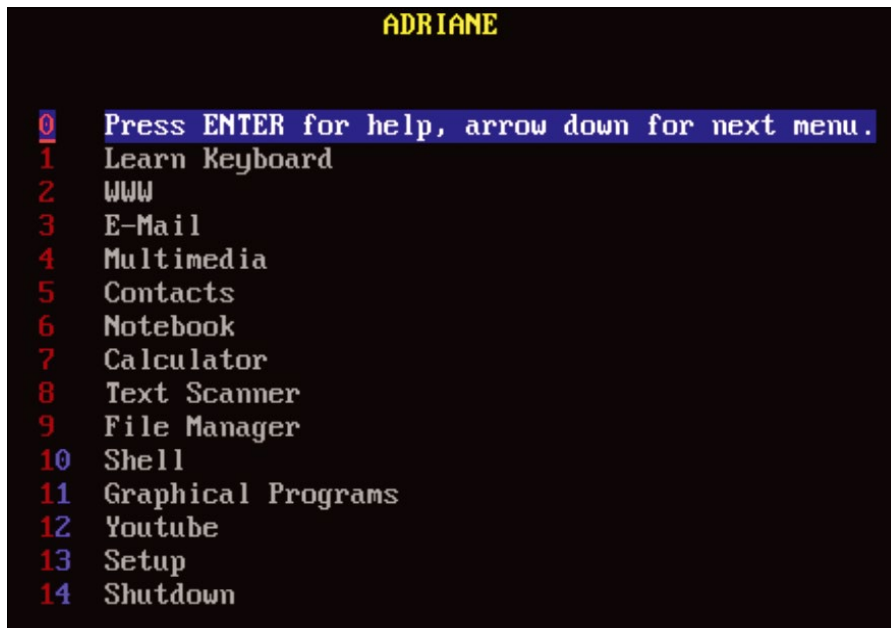 ADRIANE
0 Press ENTER for help, arrow down for next menu.
1 Learn Keyboard
2 WWW
3 E-Mail
4 Multimedia
5 Contacts
6 Notebook
7 Calculator
8 Text Scanner
9 File Manager
10 Shell
11 Graphical Programs
12 Youtube
13 Setup
14 Shutdown